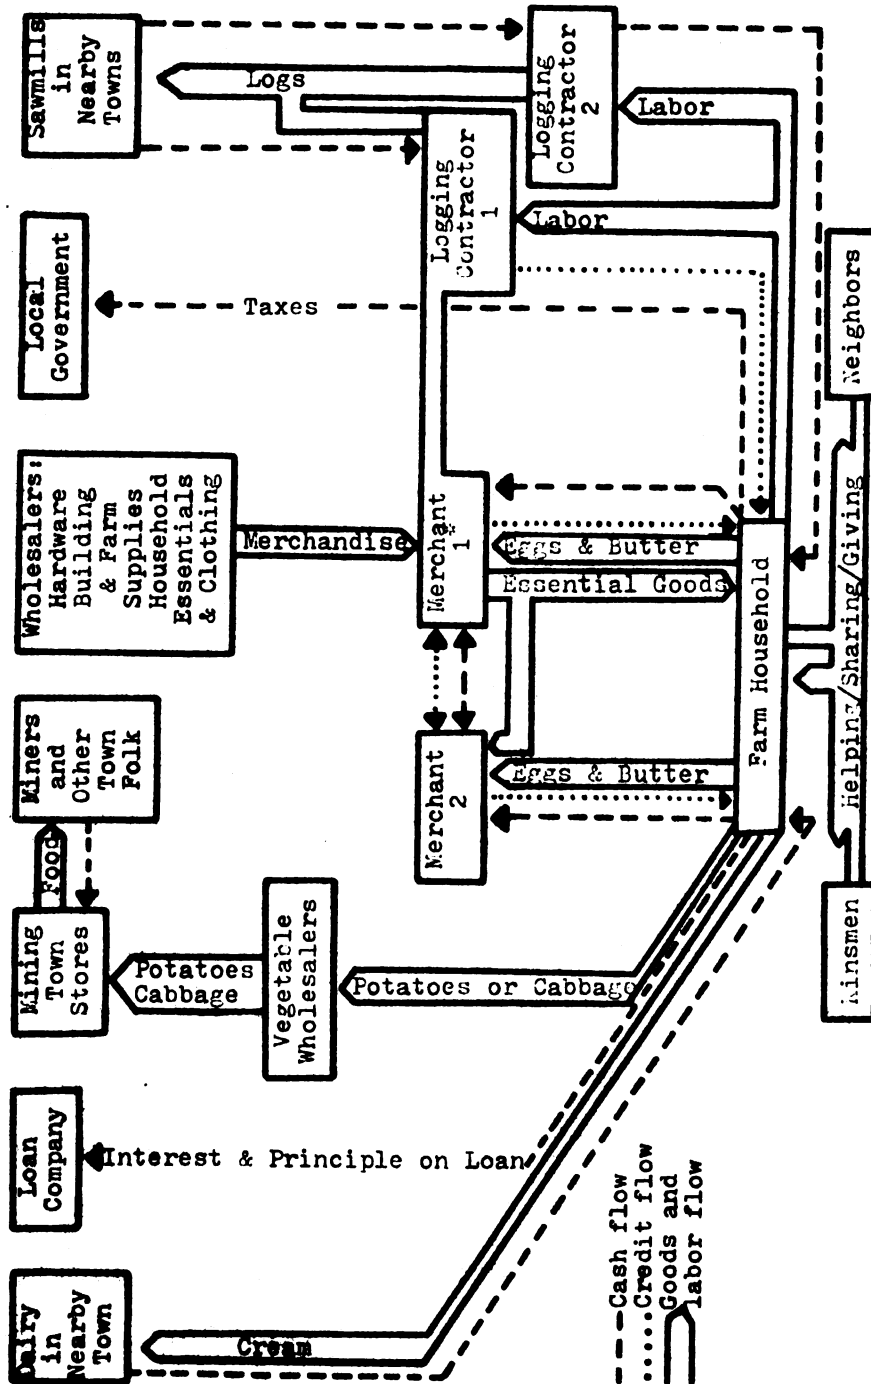 Sawmills
in
Nearby
Towns
Local
Government
Wholesalers:
Hardware
Building
& Farm
Supplies
Household
Essentials
& Clothing
Miners
and
Other
Town
Folk
Mining
Town
Stores
Loan
Company
Dairy
in
Nearby
Town
Logs
Taxes
Merchandise
Food
Potatoes
Cabbage
Vegetable
Wholesalers
Interest & Principle on Loan
Cream
Logging
Contractor
2
Logging
Contractor
1
Merchant
1*
Merchant
2
Labor
Labor
Eggs & Butter
Essential Goods
Eggs & Butter
Potatoes or Cabbage
Farm Household
Neighbors
Helping/Sharing/Giving
Kinsmen
Cash flow
Credit flow
Goods and
labor flow